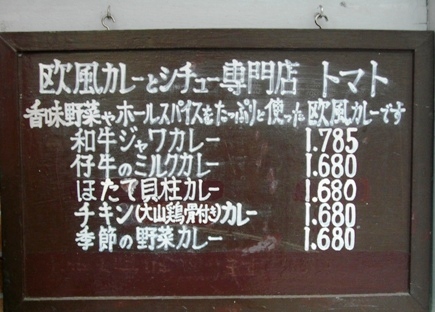 欧風カレーとシチュー専門店 トマト
香味野菜やホールスパイスをたっぷりと使った欧風カレーです
和牛ジャワカレー 1.785
仔牛のミルクカレー 1.680
ほたて貝柱カレー 1.680
チキン(大山鶏・骨付き)カレー 1.680
季節の野菜カレー 1.680